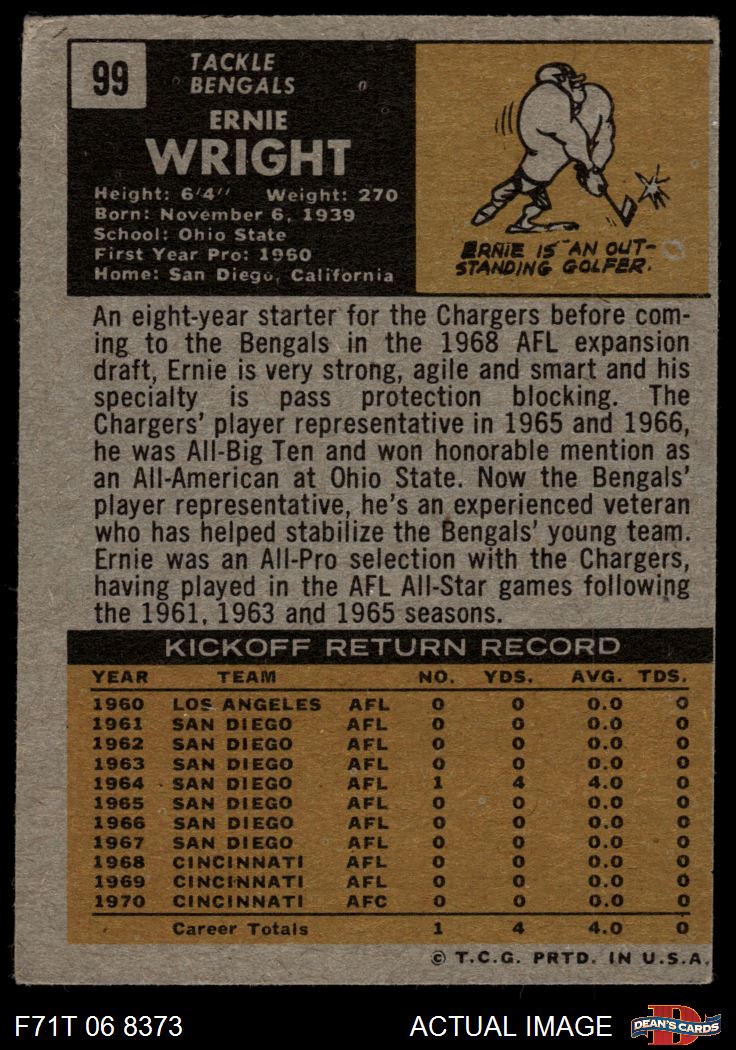 99
TACKLE
BENGALS
ERNIE
WRIGHT
Height: 6'4'' Weight: 270
Born: November 6, 1939
School: Ohio State
First Year Pro: 1960
Home: San Diego, California
ERNIE IS AN OUT-
STANDING GOLFER.
An eight-year starter for the Chargers before com-
ing to the Bengals in the 1968 AFL expansion
draft, Ernie is very strong, agile and smart and his
specialty is pass protection blocking. The
Chargers' player representative in 1965 and 1966,
he was All-Big Ten and won honorable mention as
an All-American at Ohio State. Now the Bengals'
player representative, he's an experienced veteran
who has helped stabilize the Bengals' young team.
Ernie was an All-Pro selection with the Chargers,
having played in the AFL All-Star games following
the 1961, 1963 and 1965 seasons.
KICKOFF RETURN RECORD
YEAR TEAM NO. YDS. AVG. TDS.
1960 LOS ANGELES AFL 0 0 0.0 0
1961 SAN DIEGO AFL 0 0 0.0 0
1962 SAN DIEGO AFL 0 0 0.0 0
1963 SAN DIEGO AFL 0 0 0.0 0
1964 SAN DIEGO AFL 1 4 4.0 0
1965 SAN DIEGO AFL 0 0 0.0 0
1966 SAN DIEGO AFL 0 0 0.0 0
1967 SAN DIEGO AFL 0 0 0.0 0
1968 CINCINNATI AFL 0 0 0.0 0
1969 CINCINNATI AFL 0 0 0.0 0
1970 CINCINNATI AFC 0 0 0.0 0
Career Totals 1 4 4.0 0
© T.C.G. PRTD. IN U.S.A.
F71T 06 8373 ACTUAL IMAGE D DEAN'S CARDS